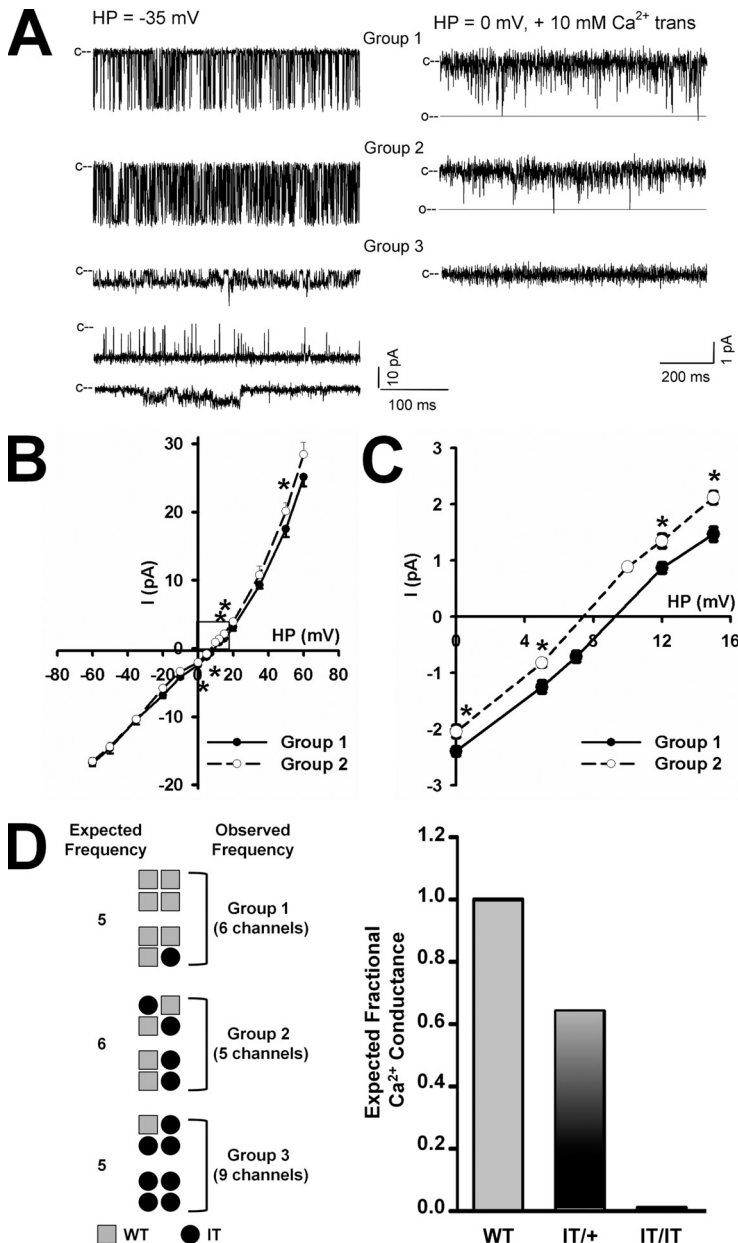 A
HP = -35 mV
HP = 0 mV, + 10 mM Ca2+ trans
Group 1
c--
c--
o--
Group 2
c--
c--
o--
Group 3
c--
c--
c--
c--
10 pA
100 ms
1 pA
200 ms
B
I (pA)
30
20
10
0
-10
-20
-80 -60 -40 -20 0 20 40 60 80
HP (mV)
* * * * *
Group 1
Group 2
C
I (pA)
3
2
1
0
-1
-2
-3
0 4 8 12 16
HP (mV)
* * * *
Group 1
Group 2
D
Expected Frequency
Observed Frequency
5
Group 1
(6 channels)
6
Group 2
(5 channels)
5
Group 3
(9 channels)
WT
IT
Expected Fractional
Ca2+ Conductance
1.2
1.0
0.8
0.6
0.4
0.2
0.0
WT IT/+ IT/IT